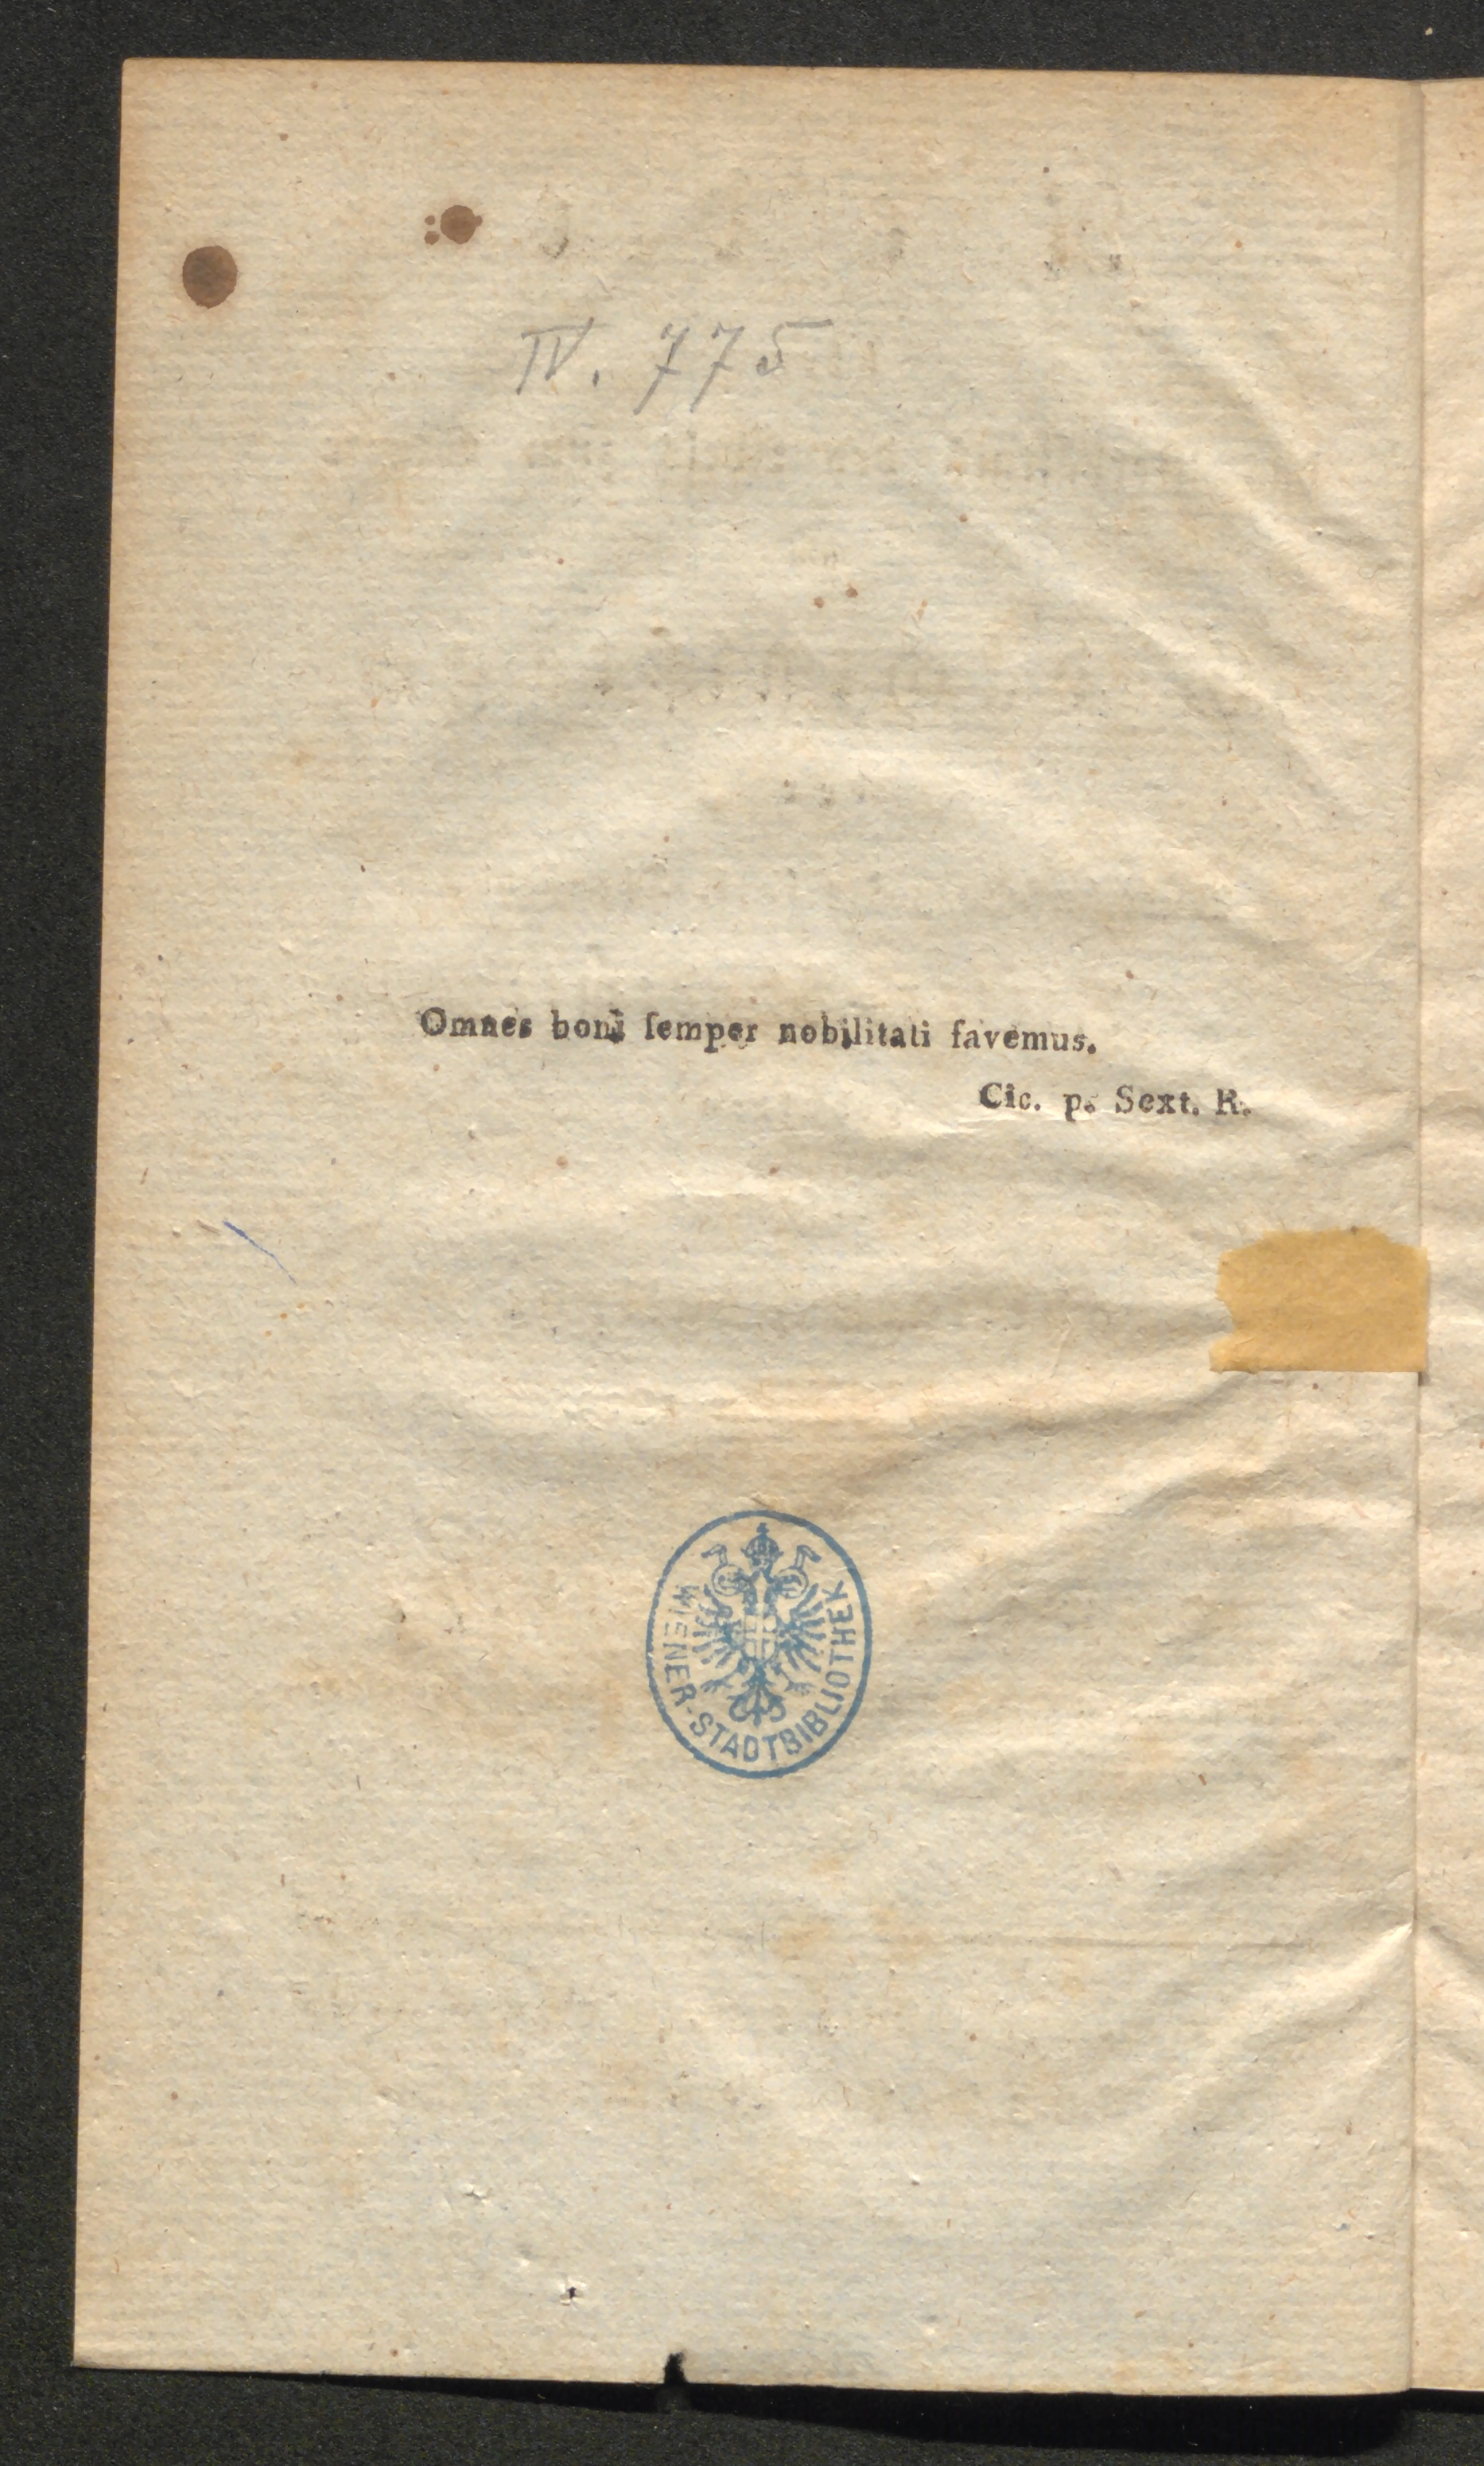 IV. 775
Omnes boni ſemper nobilitati favemus.
Cic. p. Sext. R.
WIENER-STADTBIBLIOTHEK